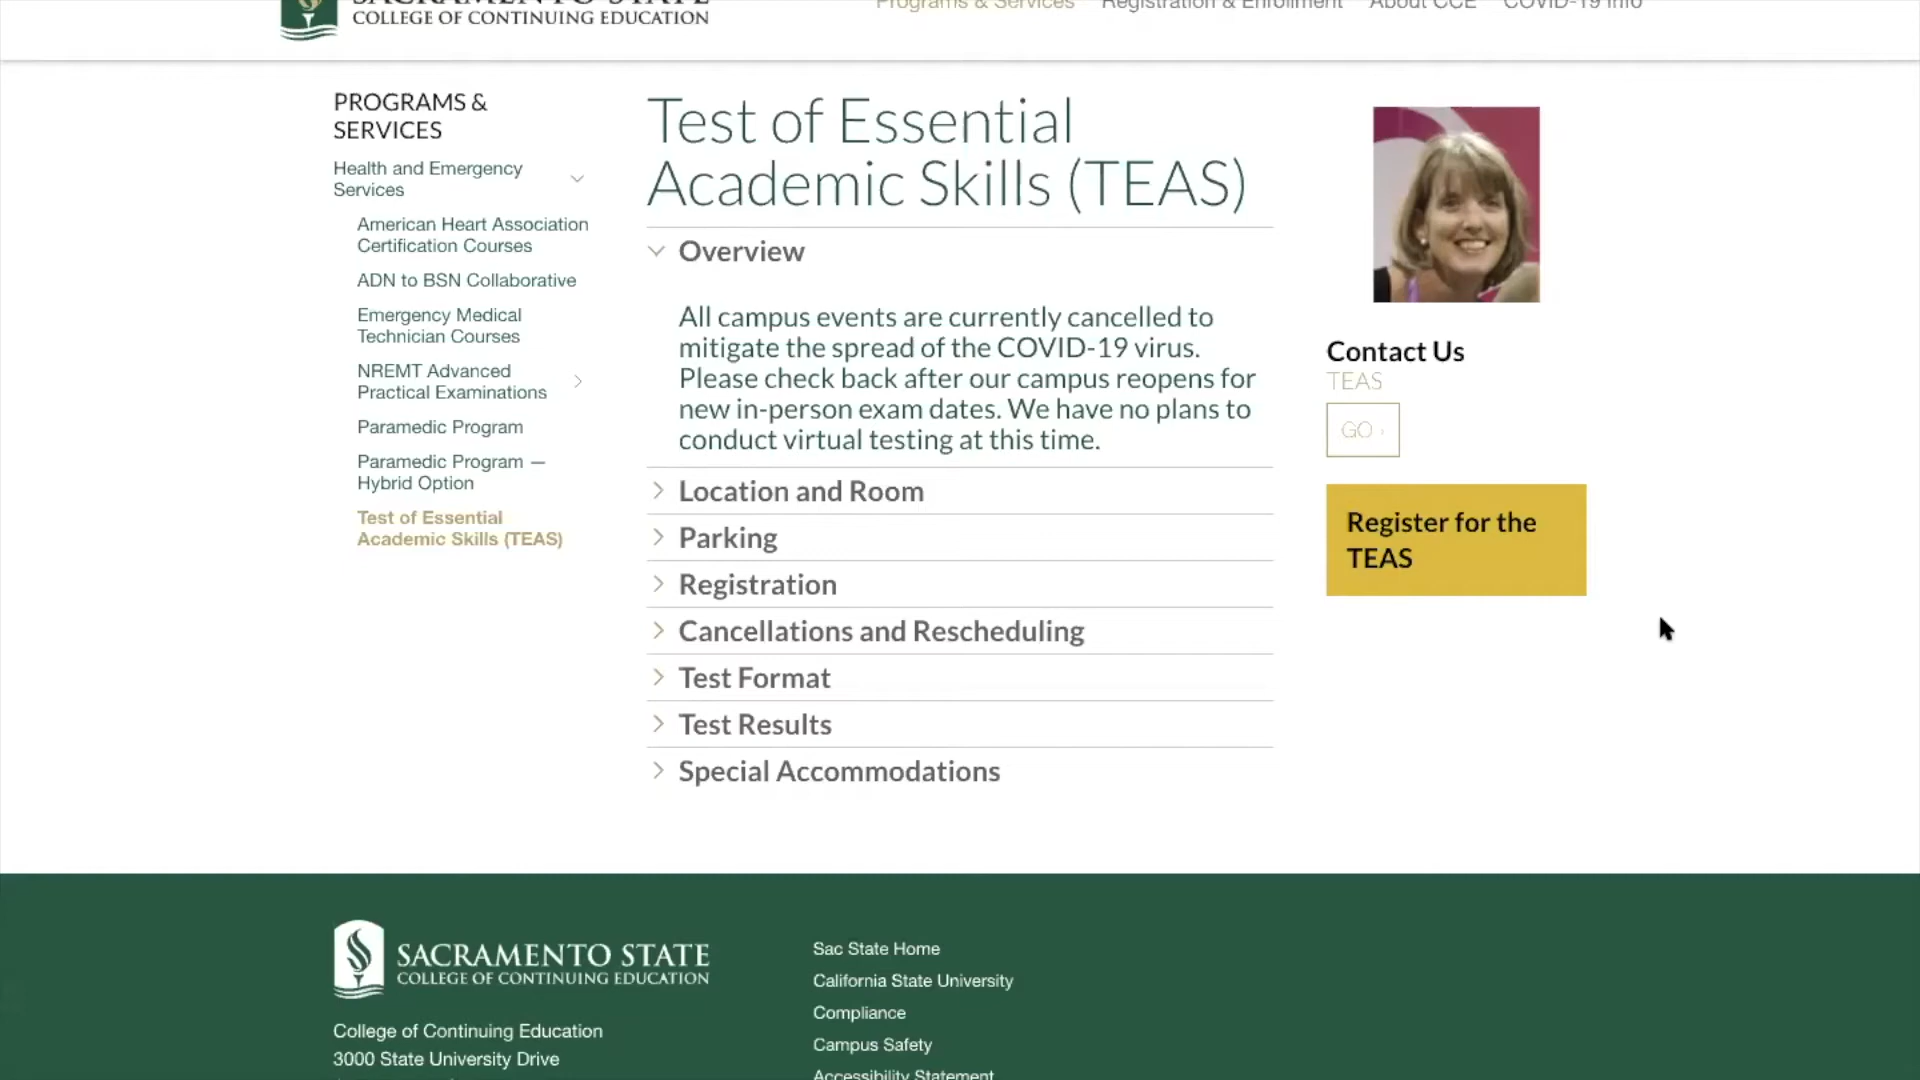 SACRAMENTO STATE
COLLEGE OF CONTINUING EDUCATION
Programs & Services
Registration & Enrollment
About CCE
COVID-19 Info
PROGRAMS &
SERVICES
Health and Emergency
Services
American Heart Association
Certification Courses
ADN to BSN Collaborative
Emergency Medical
Technician Courses
NREMT Advanced
Practical Examinations
Paramedic Program
Paramedic Program —
Hybrid Option
Test of Essential
Academic Skills (TEAS)
Test of Essential
Academic Skills (TEAS)
Overview
All campus events are currently cancelled to
mitigate the spread of the COVID-19 virus.
Please check back after our campus reopens for
new in-person exam dates. We have no plans to
conduct virtual testing at this time.
Location and Room
Parking
Registration
Cancellations and Rescheduling
Test Format
Test Results
Special Accommodations
Contact Us
TEAS
GO ›
Register for the
TEAS
SACRAMENTO STATE
COLLEGE OF CONTINUING EDUCATION
College of Continuing Education
3000 State University Drive
Sac State Home
California State University
Compliance
Campus Safety
Accessibility Statement